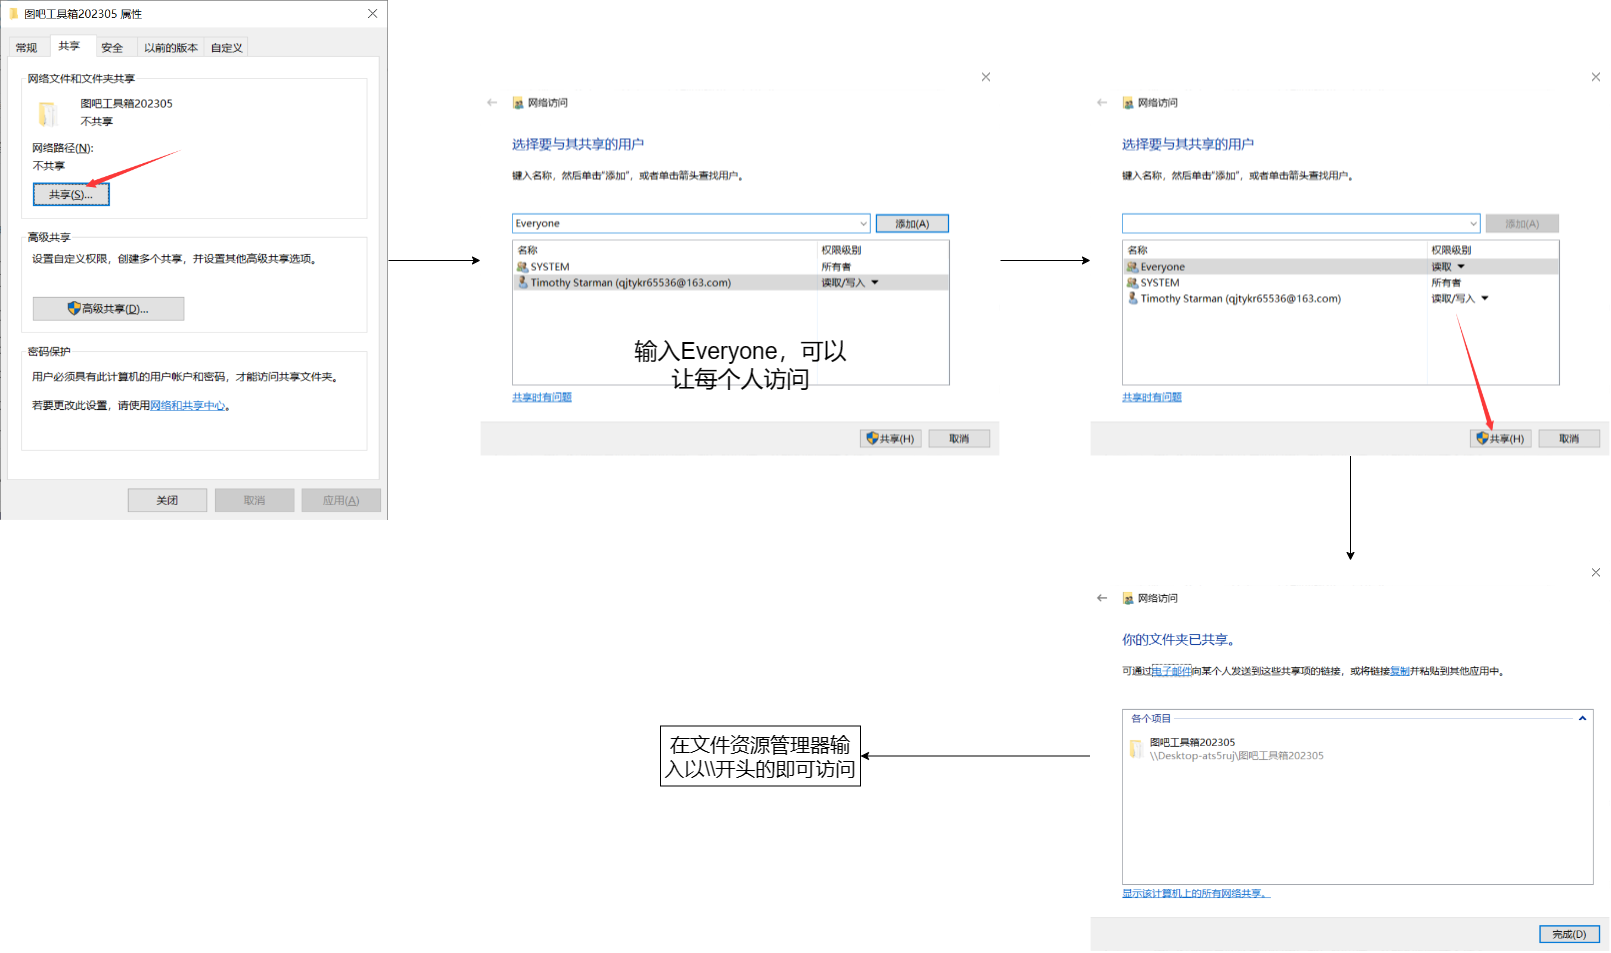 图吧工具箱202305 属性
常规 共享 安全 以前的版本 自定义
网络文件和文件夹共享
图吧工具箱202305
不共享
网络路径(N):
不共享
共享(S)...
高级共享
设置自定义权限，创建多个共享，并设置其他高级共享选项。
高级共享(D)...
密码保护
用户必须具有此计算机的用户帐户和密码，才能访问共享文件夹。
若要更改此设置，请使用网络和共享中心。
关闭 取消 应用(A)
网络访问
选择要与其共享的用户
键入名称，然后单击"添加"，或者单击箭头查找用户。
Everyone 添加(A)
名称 权限级别
SYSTEM 所有者
Timothy Starman (qjtykr65536@163.com) 读取/写入
输入Everyone，可以
让每个人访问
共享时有问题
共享(H) 取消
网络访问
选择要与其共享的用户
键入名称，然后单击"添加"，或者单击箭头查找用户。
添加(A)
名称 权限级别
Everyone 读取
SYSTEM 所有者
Timothy Starman (qjtykr65536@163.com) 读取/写入
共享时有问题
共享(H) 取消
网络访问
你的文件夹已共享。
可通过电子邮件向某个人发送到这些共享项的链接，或将链接复制并粘贴到其他应用中。
各个项目
图吧工具箱202305
\\Desktop-ats5ruj\图吧工具箱202305
显示该计算机上的所有网络共享。
完成(D)
在文件资源管理器输
入以\\开头的即可访问